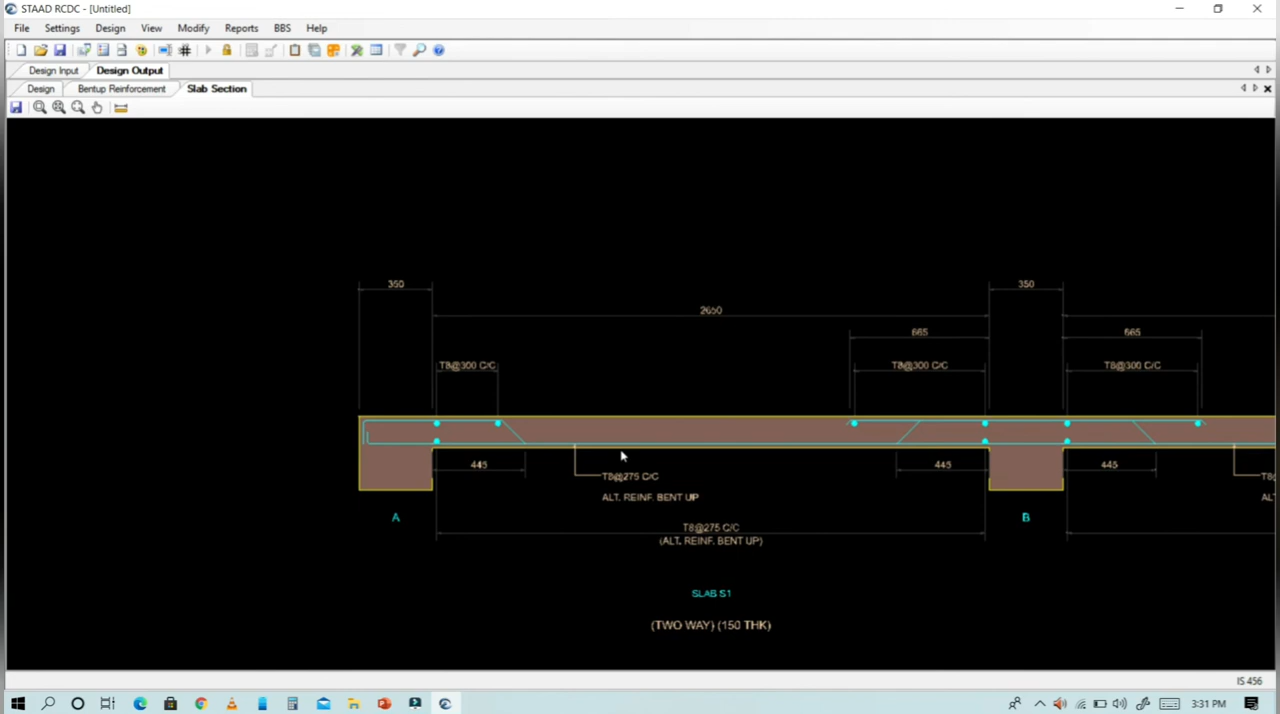 STAAD RCDC - [Untitled]
File Settings Design View Modify Reports BBS Help
Design Input Design Output
Design Bentup Reinforcement Slab Section
350 350
2650
665 665
T8@300 C/C T8@300 C/C T8@300 C/C
445 445 445
T8@275 C/C T8
ALT. REINF. BENT UP AL
A B
T8@275 C/C
(ALT. REINF. BENT UP)
SLAB S1
(TWO WAY) (150 THK)
IS 456
3:31 PM